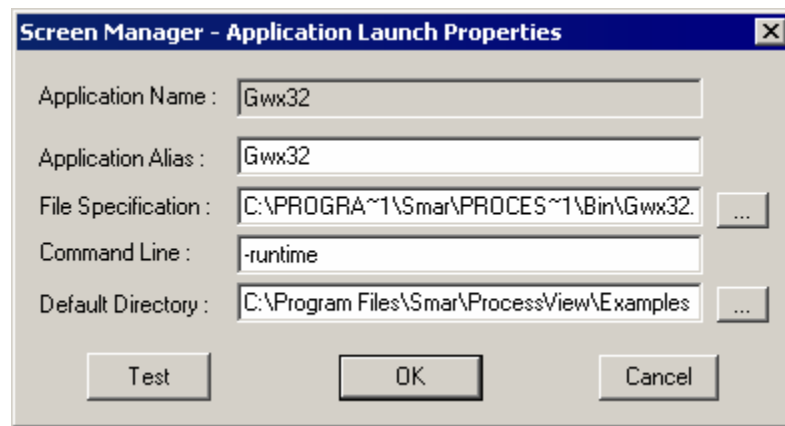 Screen Manager - Application Launch Properties
Application Name : Gwx32
Application Alias : Gwx32
File Specification : C:\PROGRA~1\Smar\PROCES~1\Bin\Gwx32. ...
Command Line : -runtime
Default Directory : C:\Program Files\Smar\ProcessView\Examples ...
Test OK Cancel